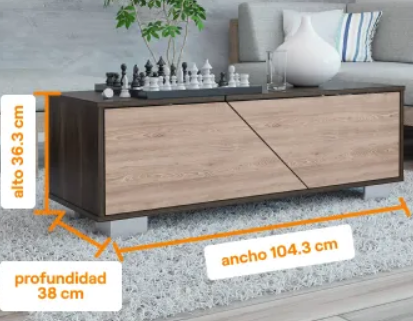 alto 36.3 cm
ancho 104.3 cm
profundidad
38 cm